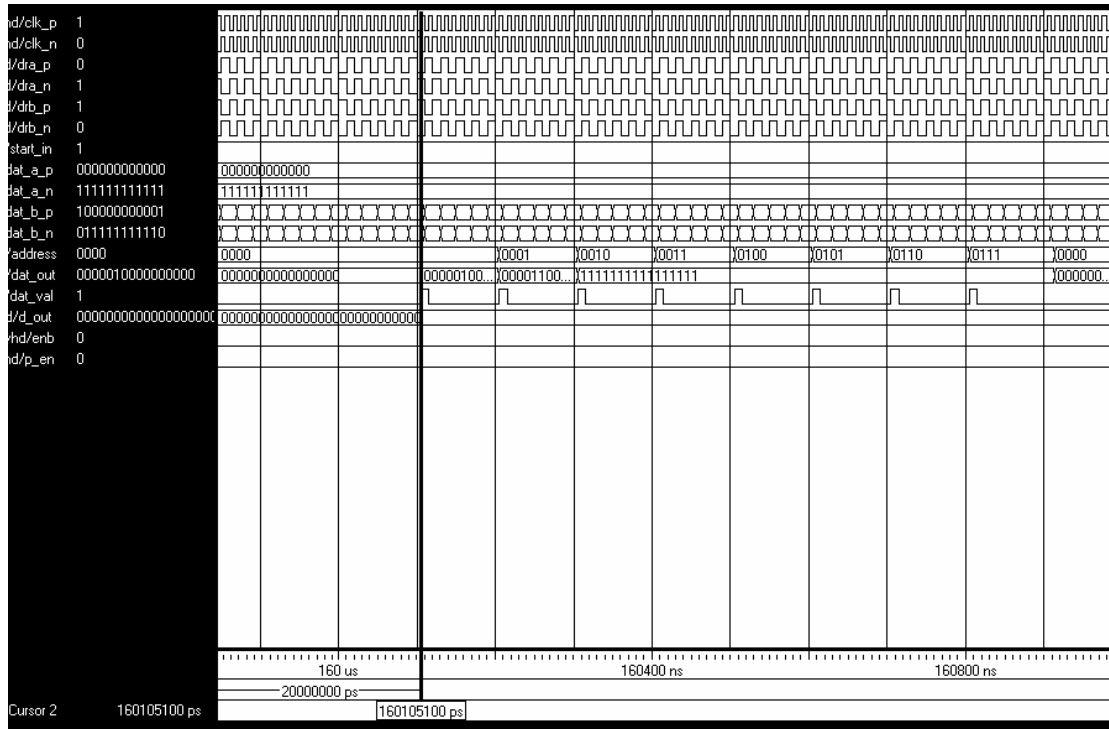 nd/clk_p 1
nd/clk_n 0
i/dra_p 0
i/dra_n 1
i/drb_p 1
i/drb_n 0
/start_in 1
dat_a_p 000000000000 000000000000
dat_a_n 111111111111 111111111111
dat_b_p 100000000001
dat_b_n 011111111110
/address 0000 0000 0001 0010 0011 0100 0101 0110 0111 0000
/dat_out 0000010000000000 0000000000000000 00000100... 00001100... 1111111111111111 000000...
/dat_val 1
d/d_out
vhd/enb 0
nd/p_en 0
160 us 160400 ns 160800 ns
20000000 ps
Cursor 2 160105100 ps 160105100 ps